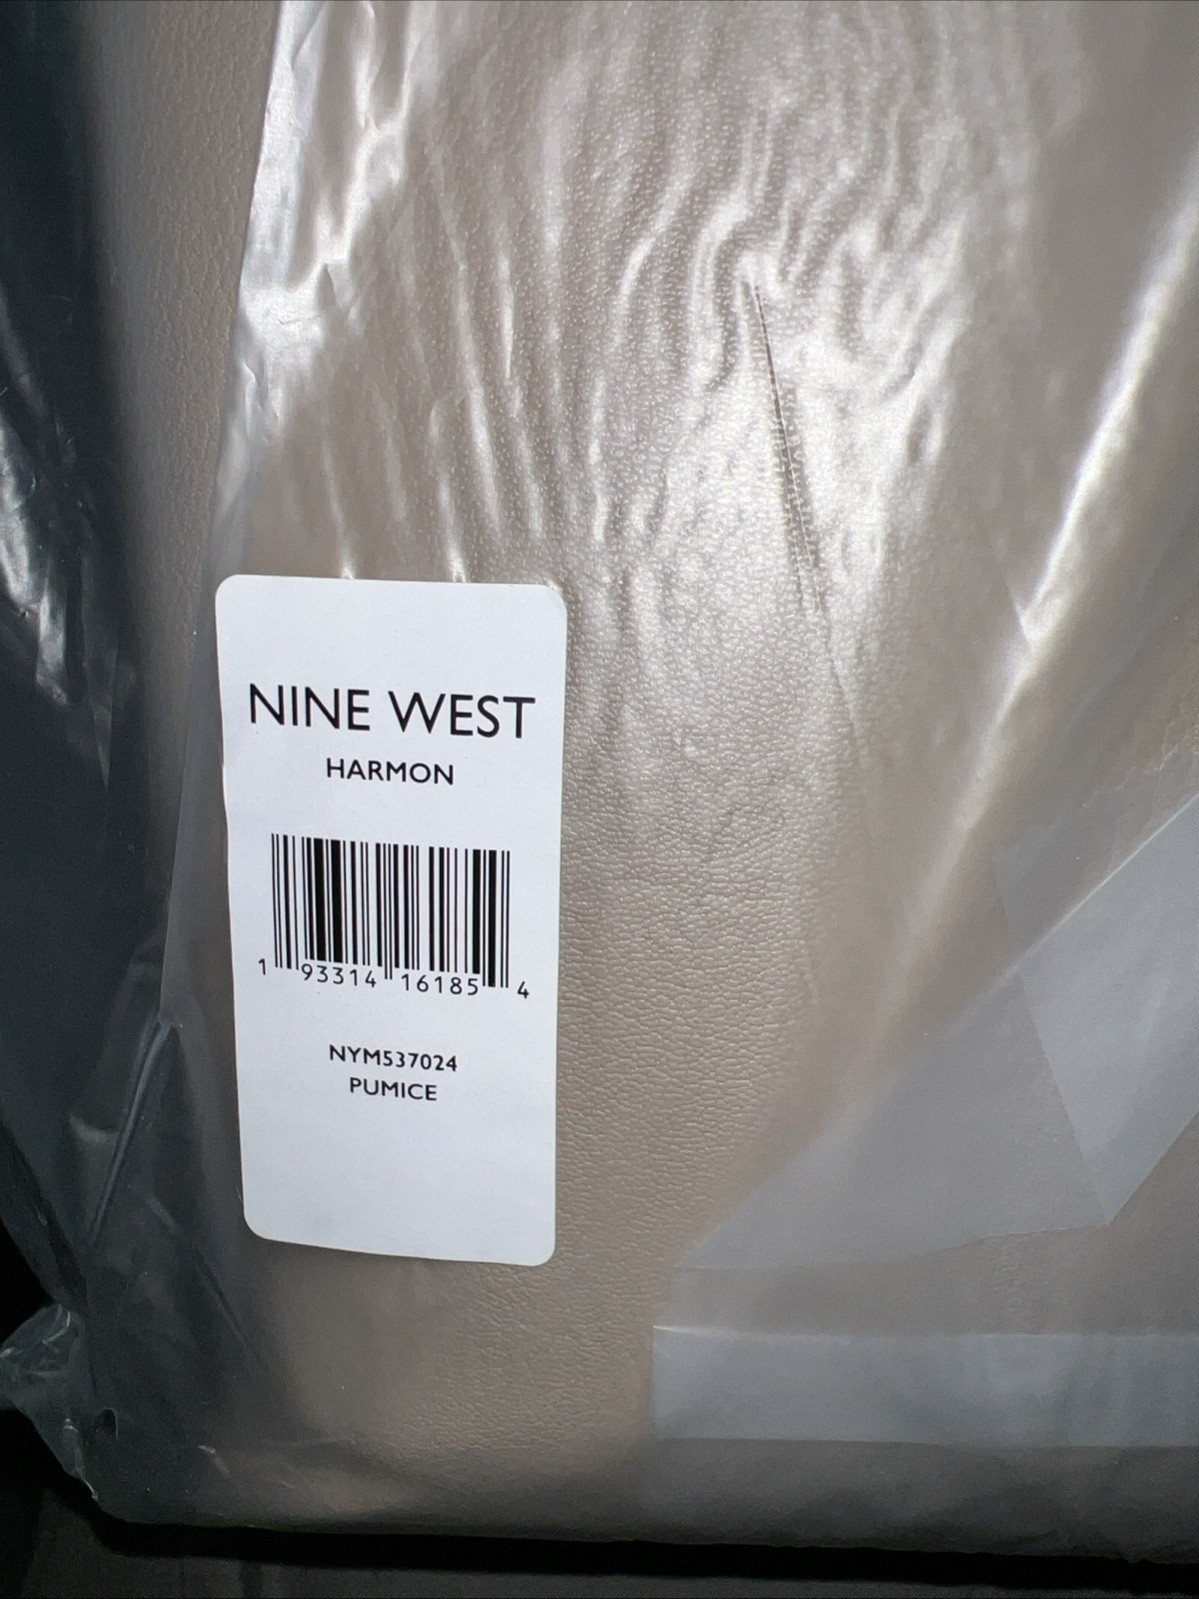 NINE WEST
HARMON
1 93314 16185 4
NYM537024
PUMICE